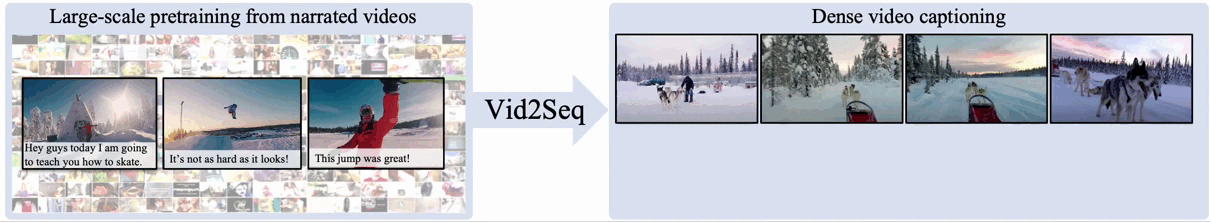 Large-scale pretraining from narrated videos
Hey guys today I am going
to teach you how to skate.
It's not as hard as it looks!
This jump was great!
Vid2Seq
Dense video captioning